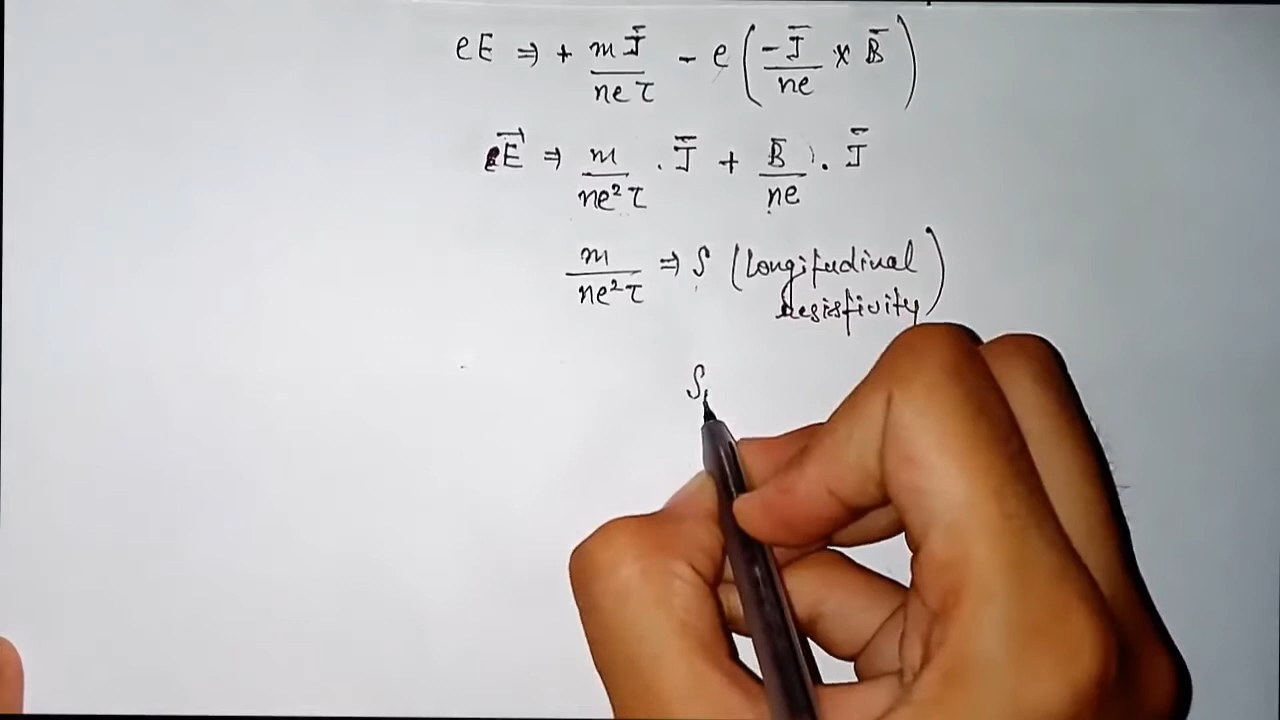 eE ⇒ + mJ̄/neτ - e(-J̄/ne × B̄)
eE⃗ ⇒ m/ne²τ . J̄ + B̄/ne). J̄
m/ne²τ ⇒ S (longitudinal
resistivity)
S